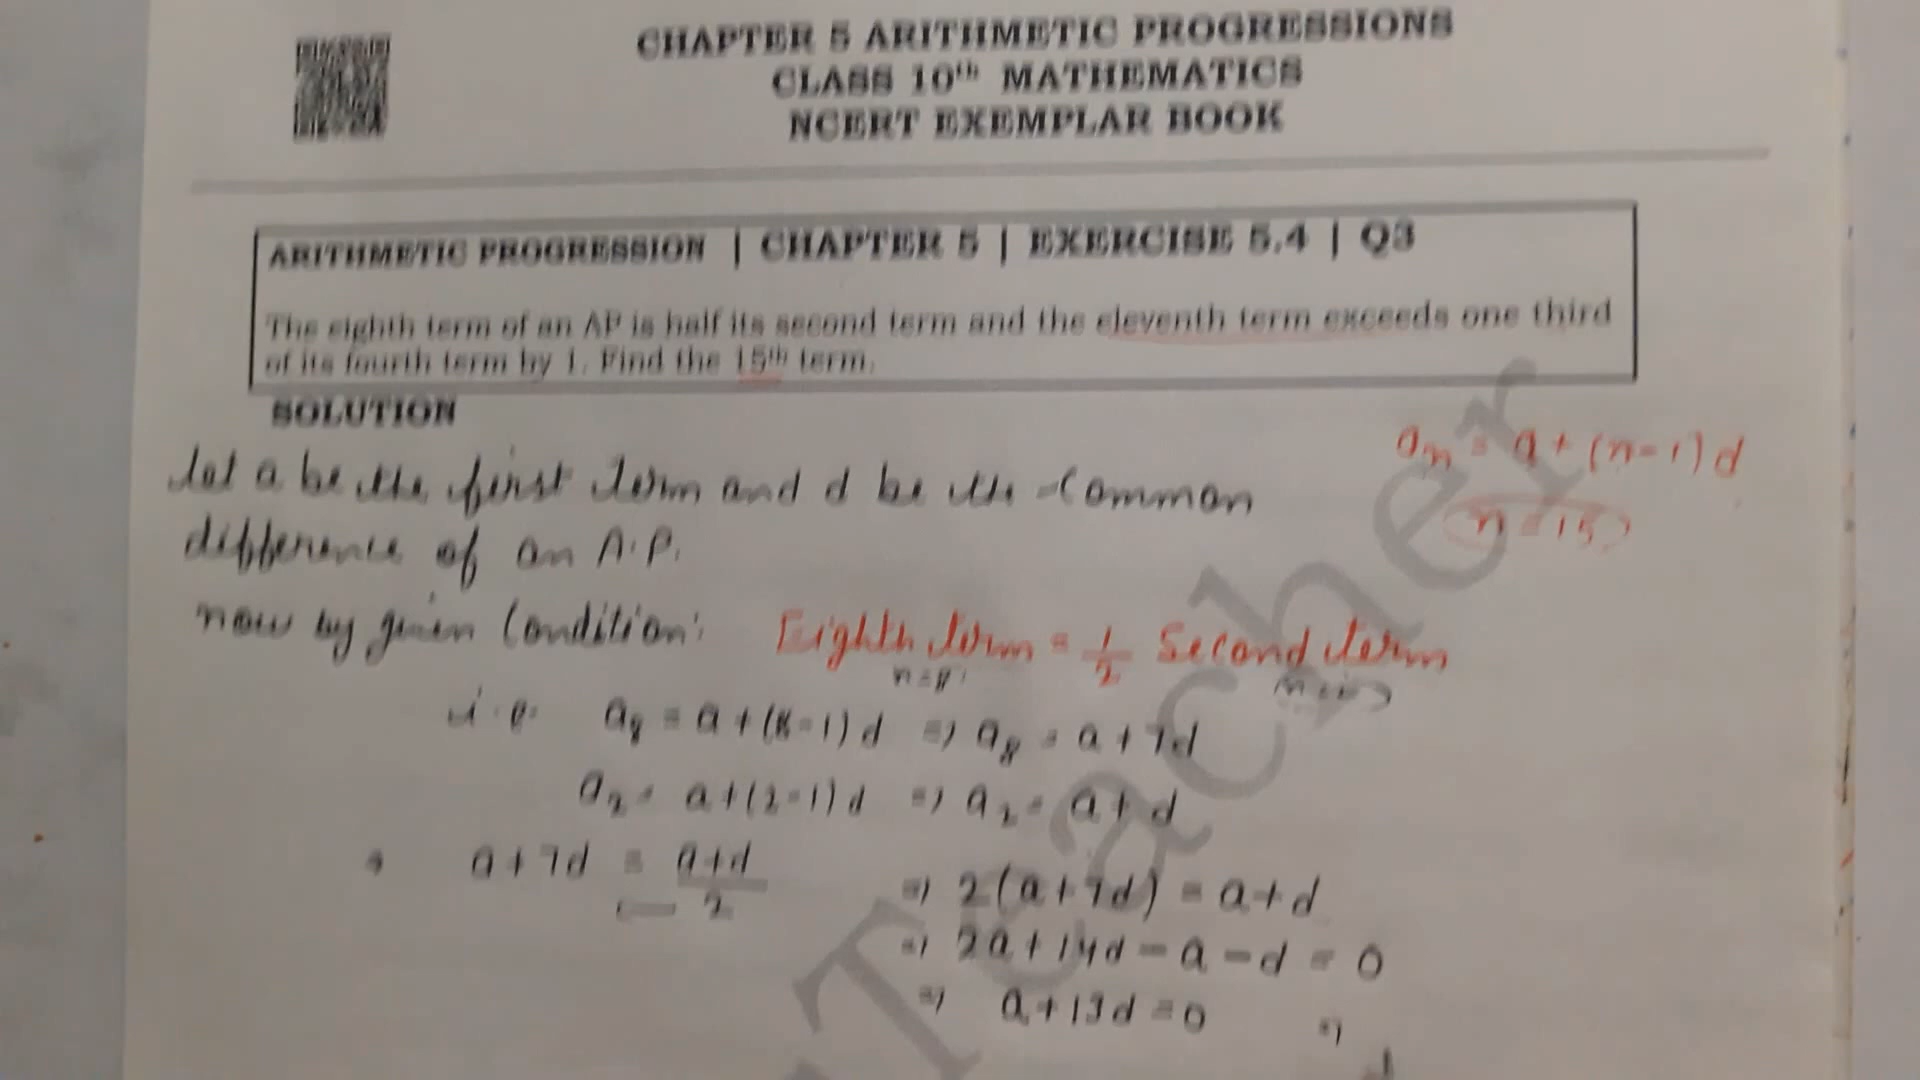 CHAPTER 5 ARITHMETIC PROGRESSIONS
CLASS 10th MATHEMATICS
NCERT EXEMPLAR BOOK
ARITHMETIC PROGRESSION | CHAPTER 5 | EXERCISE 5.4 | Q3
The eighth term of an AP is half its second term and the eleventh term exceeds one third
of its fourth term by 1. Find the 15th term.
SOLUTION
an = a + (n-1)d
n = 15
let a be the first term and d be the common
difference of an A.P.
now by given condition: Eighth term = 1/2 Second term
n=8
i.e. a8 = a + (8-1)d => a8 = a + 7d
a2 = a + (2-1)d => a2 = a + d
a + 7d = a+d/2 => 2(a+7d) = a+d
=> 2a + 14d - a - d = 0
=> a + 13d = 0 =>
Teacher